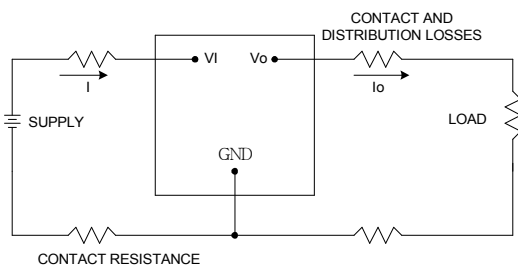 CONTACT AND
DISTRIBUTION LOSSES
VI
Vo
I
Io
SUPPLY
LOAD
GND
CONTACT RESISTANCE